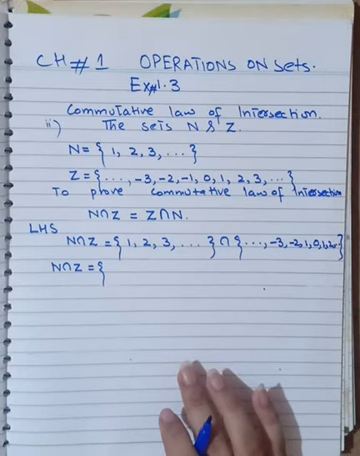 CH # 1 OPERATIONS ON Sets.
Ex#1.3
Commutative law of Intersection.
ii) The sets N & Z.
N = { 1, 2, 3, ... }
Z = { ..., -3, -2, -1, 0, 1, 2, 3, ... }
To prove commutative law of Intersection
N∩Z = Z∩N.
LHS
N∩Z = { 1, 2, 3, ... } ∩ { ..., -3, -2, 1, 0, 1, 2
N∩Z = {